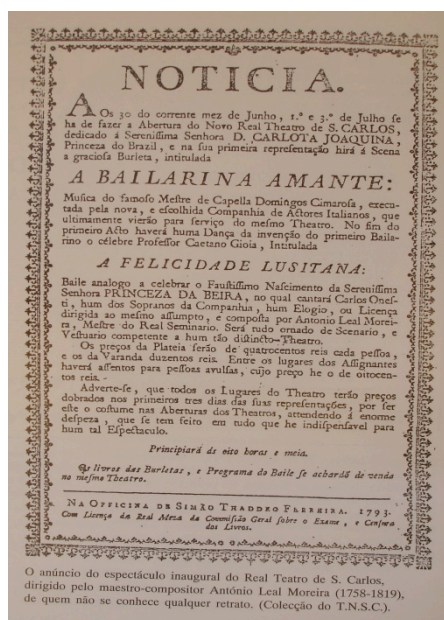 NOTICIA.
AOs 30 do corrente mez de Junho, 1.º e 3.º de Julho se
ha de fazer a Abertura do Novo Real Theatro de S. CARLOS,
dedicado á Serenissima Senhora D. CARLOTA JOAQUINA,
Princeza do Brazil, e na sua primeira representação hirá á Scena
a graciosa Burleta, intitulada
A BAILARINA AMANTE:
Musica do famoso Mestre de Capella Domingos Cimarosa, execu-
tada pela nova, e escolhida Companhia de Actores Italianos, que
ultimamente vierão para serviço do mesmo Theatro. No fim do
primeiro Acto haverá huma Dança da invenção do primeiro Baila-
rino o célebre Professor Caetano Gioia, Intitulada
A FELICIDADE LUSITANA:
Baile analogo a celebrar o Faustissimo Nascimento da Serenissima
Senhora PRINCEZA DA BEIRA, no qual cantará Carlos Ones-
ti, hum dos Sopranos da Companhia, hum Elogio, ou Licença
dirigida ao mesmo assumpto, e composta por Antonio Leal Morei-
ra, Mestre do Real Seminario. Será tudo ornado de Scenario, e
Vestuario competente a hum tão distincto Theatro.
Os preços da Plateia serão de quatrocentos reis cada pessoa,
e os da Varanda duzentos reis. Entre os lugares dos Assignantes
haverá assentos para pessoas avulsas, cujo preço he o de oitocen-
tos reis.
Adverte-se, que todos os Lugares do Theatro terão preços
dobrados nos primeiros tres dias das suas representações, por ser
este o costume nas Aberturas dos Theatros, attendendo á enorme
despeza, que se tem feito em tudo que he indispensavel para
hum tal Espectaculo.
Principiará de oito horas e meia.
Os livros das Burletas, e Programa do Baile se acharáõ de venda
no mesmo Theatro.
NA OFFICINA DE SIMÃO THADDEO FERREIRA. 1793.
Com Licença da Real Meza da Commissão Geral sobre o Exame, e Censura
dos Livros.
O anúncio do espectáculo inaugural do Real Teatro de S. Carlos,
dirigido pelo maestro-compositor António Leal Moreira (1758-1819),
de quem não se conhece qualquer retrato. (Colecção do T.N.S.C.).